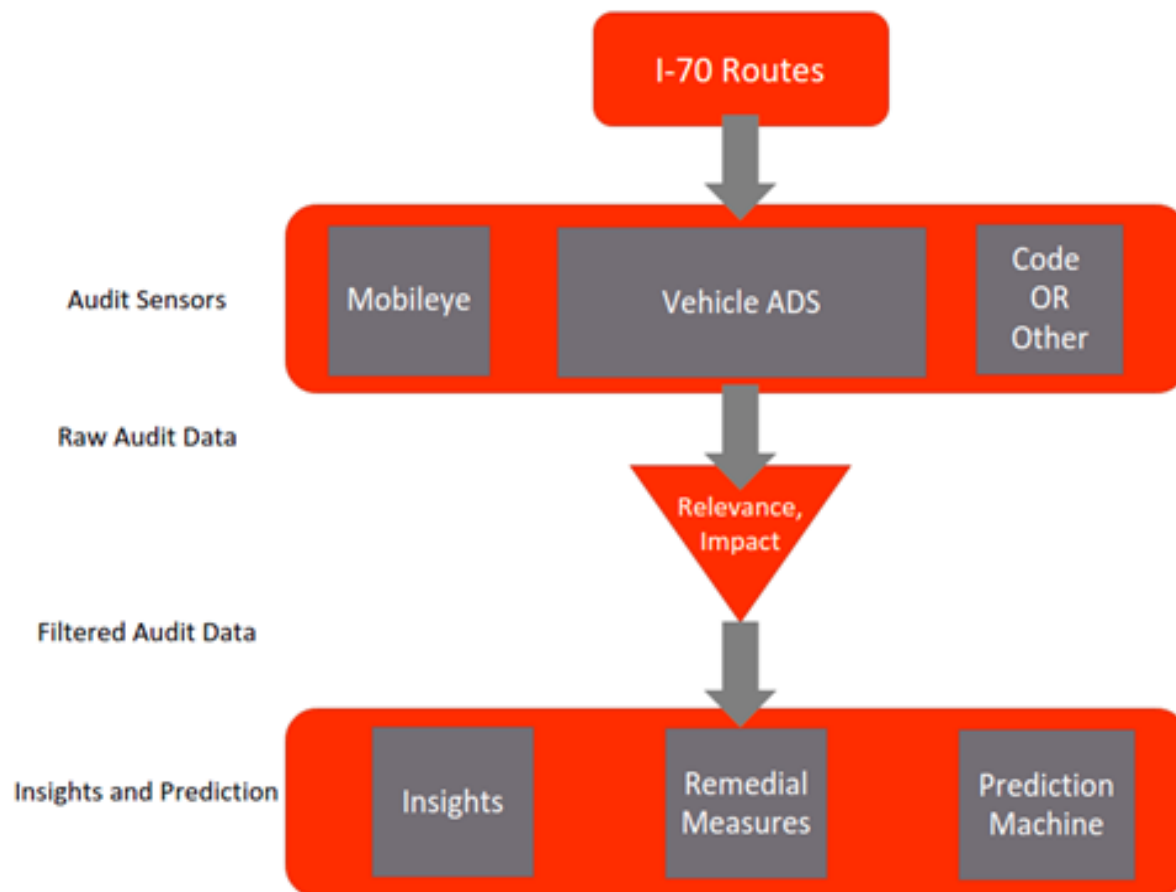 I-70 Routes
Audit Sensors
Mobileye
Vehicle ADS
Code
OR
Other
Raw Audit Data
Relevance,
Impact
Filtered Audit Data
Insights and Prediction
Insights
Remedial
Measures
Prediction
Machine